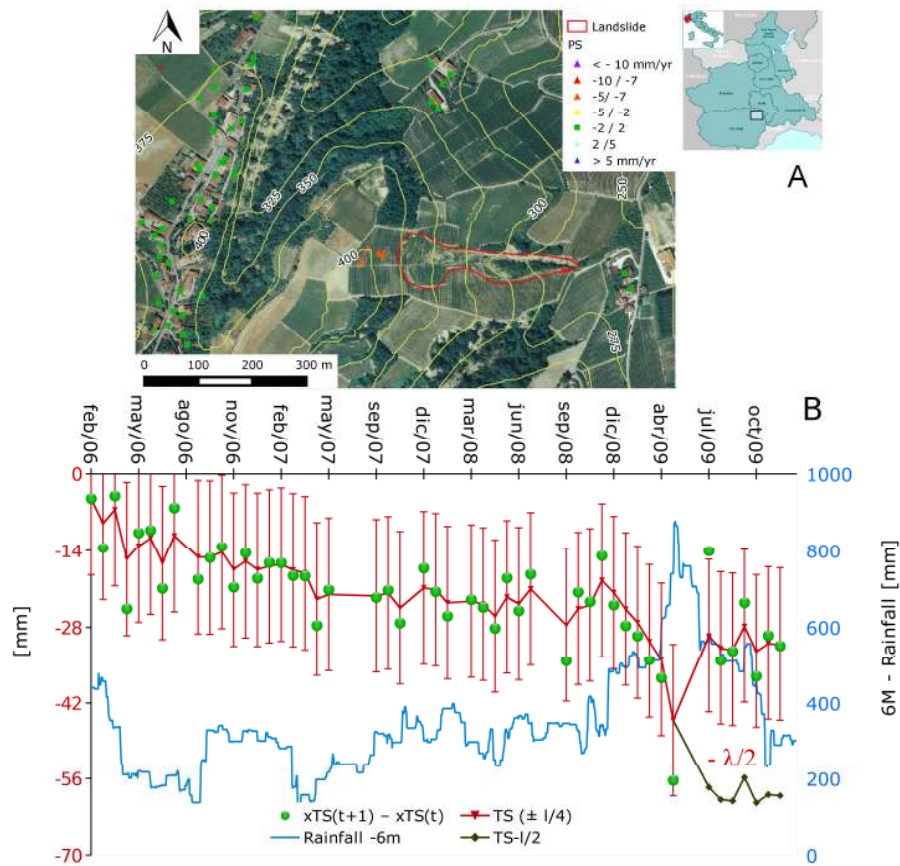 N
Landslide
PS
< - 10 mm/yr
-10 / -7
-5/ -7
-5 / -2
-2 / 2
2 /5
> 5 mm/yr
A
375
325
350
400
400
300
250
275
0 100 200 300 m
B
feb/06 may/06 ago/06 nov/06 feb/07 may/07 sep/07 dic/07 mar/08 jun/08 sep/08 dic/08 abr/09 jul/09 oct/09
0
-14
-28
-42
-56
-70
[mm]
1000
800
600
400
200
0
6M - Rainfall [mm]
- λ/2
xTS(t+1) – xTS(t) TS (± l/4)
Rainfall -6m TS-l/2